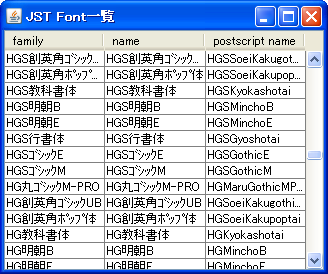 JST Font一覧
family name postscript name
HGS創英角ｺﾞｼｯｸ... HGS創英角ｺﾞｼｯｸ... HGSSoeiKakugot...
HGS創英角ﾎﾟｯﾌﾟ体 HGS創英角ﾎﾟｯﾌﾟ体 HGSSoeiKakupop...
HGS教科書体 HGS教科書体 HGSKyokashotai
HGS明朝B HGS明朝B HGSMinchoB
HGS明朝E HGS明朝E HGSMinchoE
HGS行書体 HGS行書体 HGSGyoshotai
HGSｺﾞｼｯｸE HGSｺﾞｼｯｸE HGSGothicE
HGSｺﾞｼｯｸM HGSｺﾞｼｯｸM HGSGothicM
HG丸ｺﾞｼｯｸM-PRO HG丸ｺﾞｼｯｸM-PRO HGMaruGothicMP...
HG創英角ｺﾞｼｯｸUB HG創英角ｺﾞｼｯｸUB HGSoeiKakugothi...
HG創英角ﾎﾟｯﾌﾟ体 HG創英角ﾎﾟｯﾌﾟ体 HGSoeiKakupoptai
HG教科書体 HG教科書体 HGKyokashotai
HG明朝B HG明朝B HGMinchoB
HG明朝E HG明朝E HGMinchoE